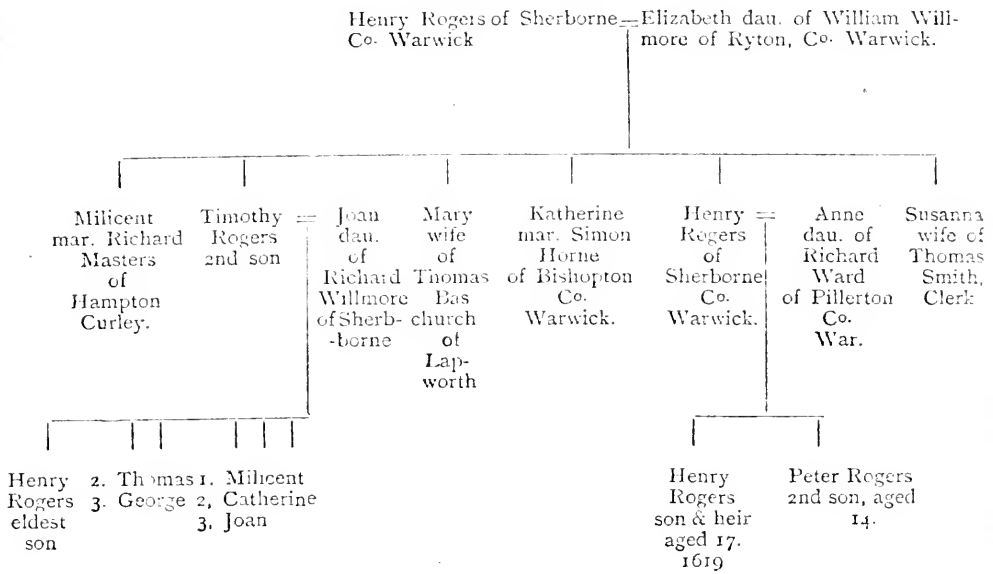 Henry Rogers of Sherborne = Elizabeth dau. of William Will-
Co. Warwick
more of Ryton, Co. Warwick.
Milicent
mar. Richard
Masters
of
Hampton
Curley.
Timothy =
Rogers
2nd son
Joan
dau.
of
Richard
Willmore
of Sherb-
-borne
Mary
wife
of
Thomas
Bas
church
of
Lap-
worth
Katherine
mar. Simon
Horne
of Bishopton
Co.
Warwick.
Henry =
Rogers
of
Sherborne
Co.
Warwick.
Anne
dau. of
Richard
Ward
of Pillerton
Co.
War.
Susanna
wife of
Thomas
Smith,
Clerk
Henry
Rogers
eldest
son
2. Thomas
3. George
1. Milicent
2, Catherine
3, Joan
Henry
Rogers
son & heir
aged 17.
1619
Peter Rogers
2nd son, aged
14.